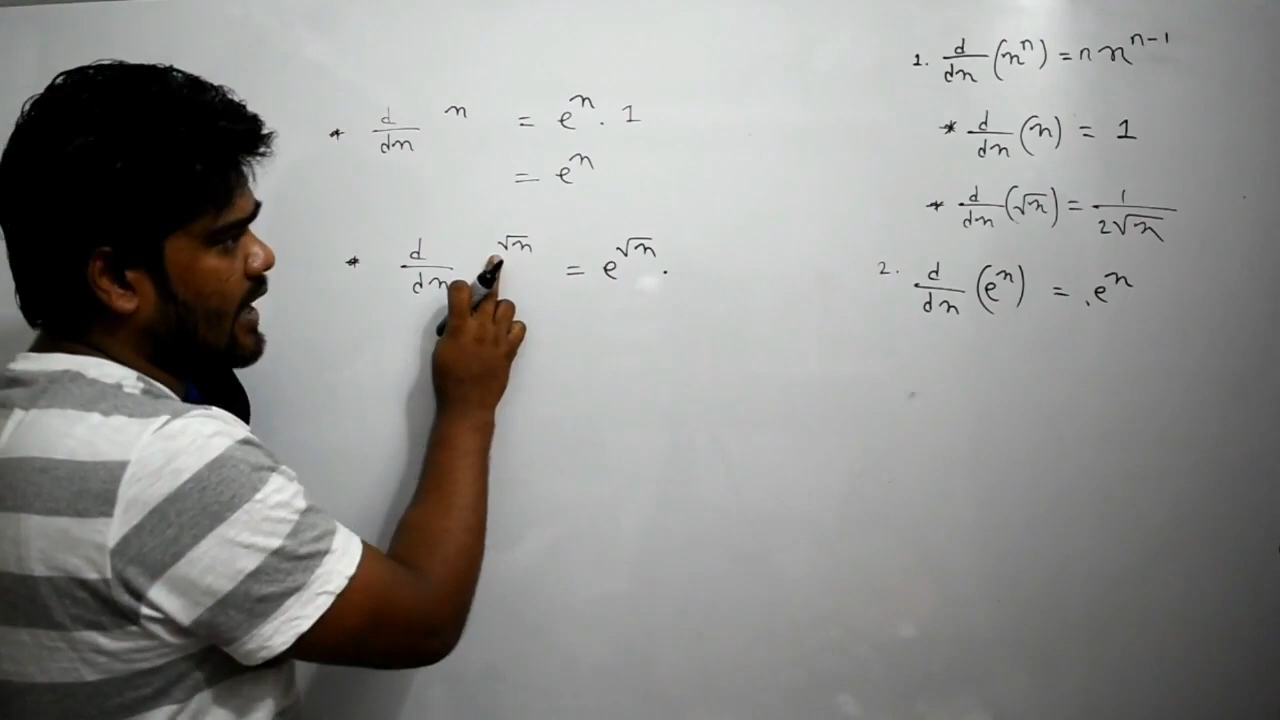 * d/dx x = e^x . 1
= e^x
* d/dx √x = e^√x .
1. d/dx (x^n) = n x^{n-1}
* d/dx (x) = 1
* d/dx (√x) = 1/2√x
2. d/dx (e^x) = . e^x